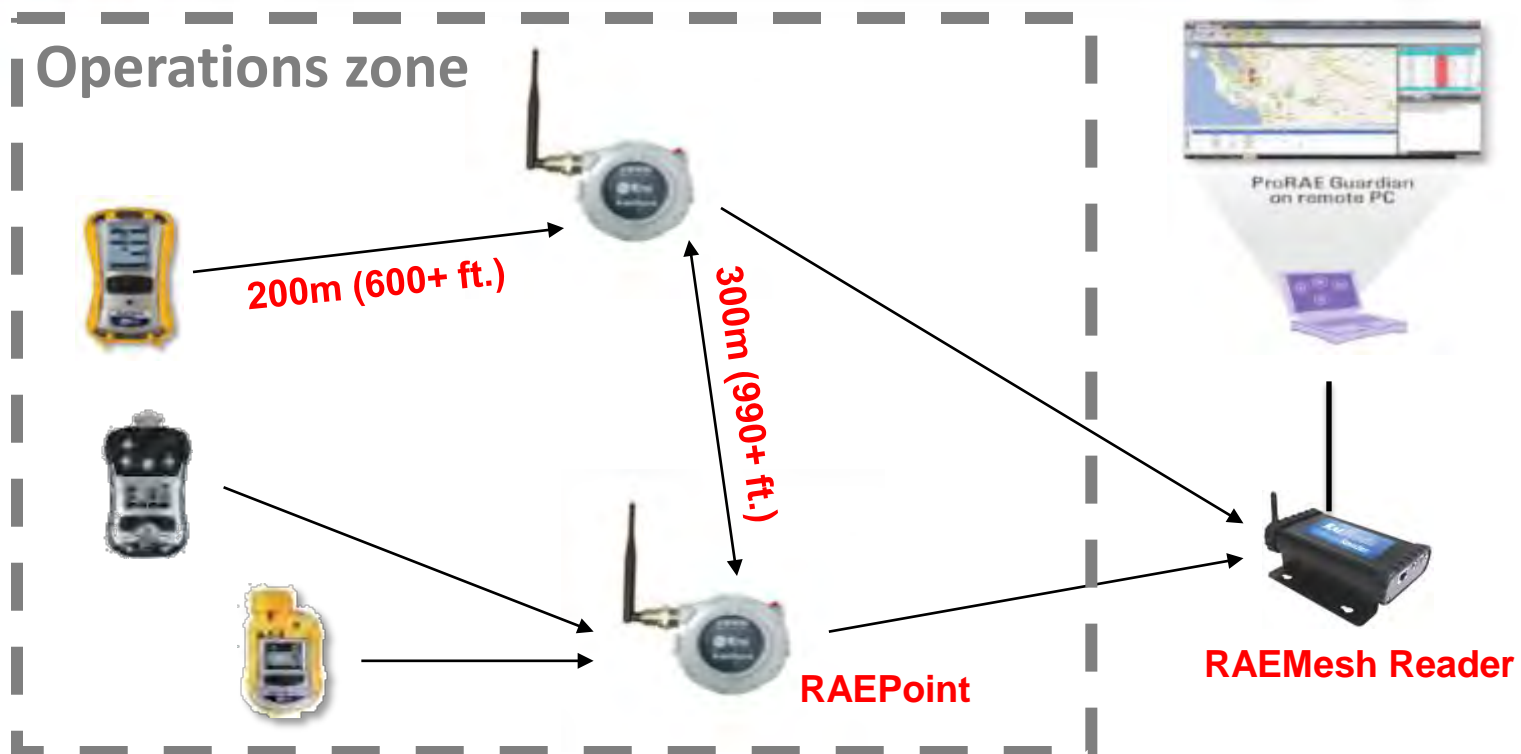 Operations zone
ProRAE Guardian
on remote PC
200m (600+ ft.)
300m (990+ ft.)
RAEPoint
RAEMesh Reader